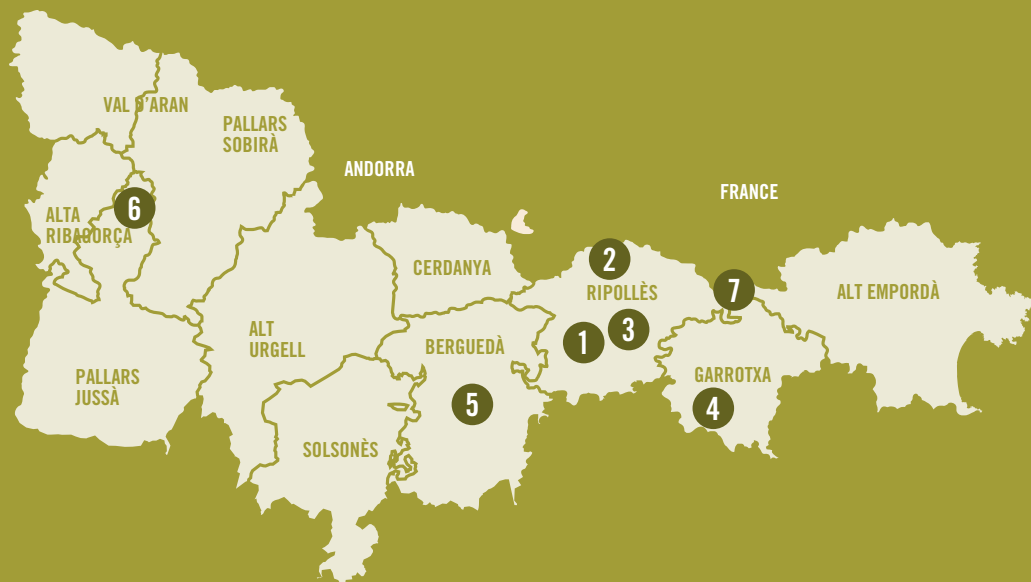 VAL D'ARAN
PALLARS
SOBIRÀ
ANDORRA
FRANCE
ALTA
RIBAGORÇA
6
CERDANYA
2
RIPOLLÈS
7
ALT EMPORDÀ
1
3
ALT
URGELL
BERGUEDÀ
PALLARS
JUSSÀ
GARROTXA
5
4
SOLSONÈS